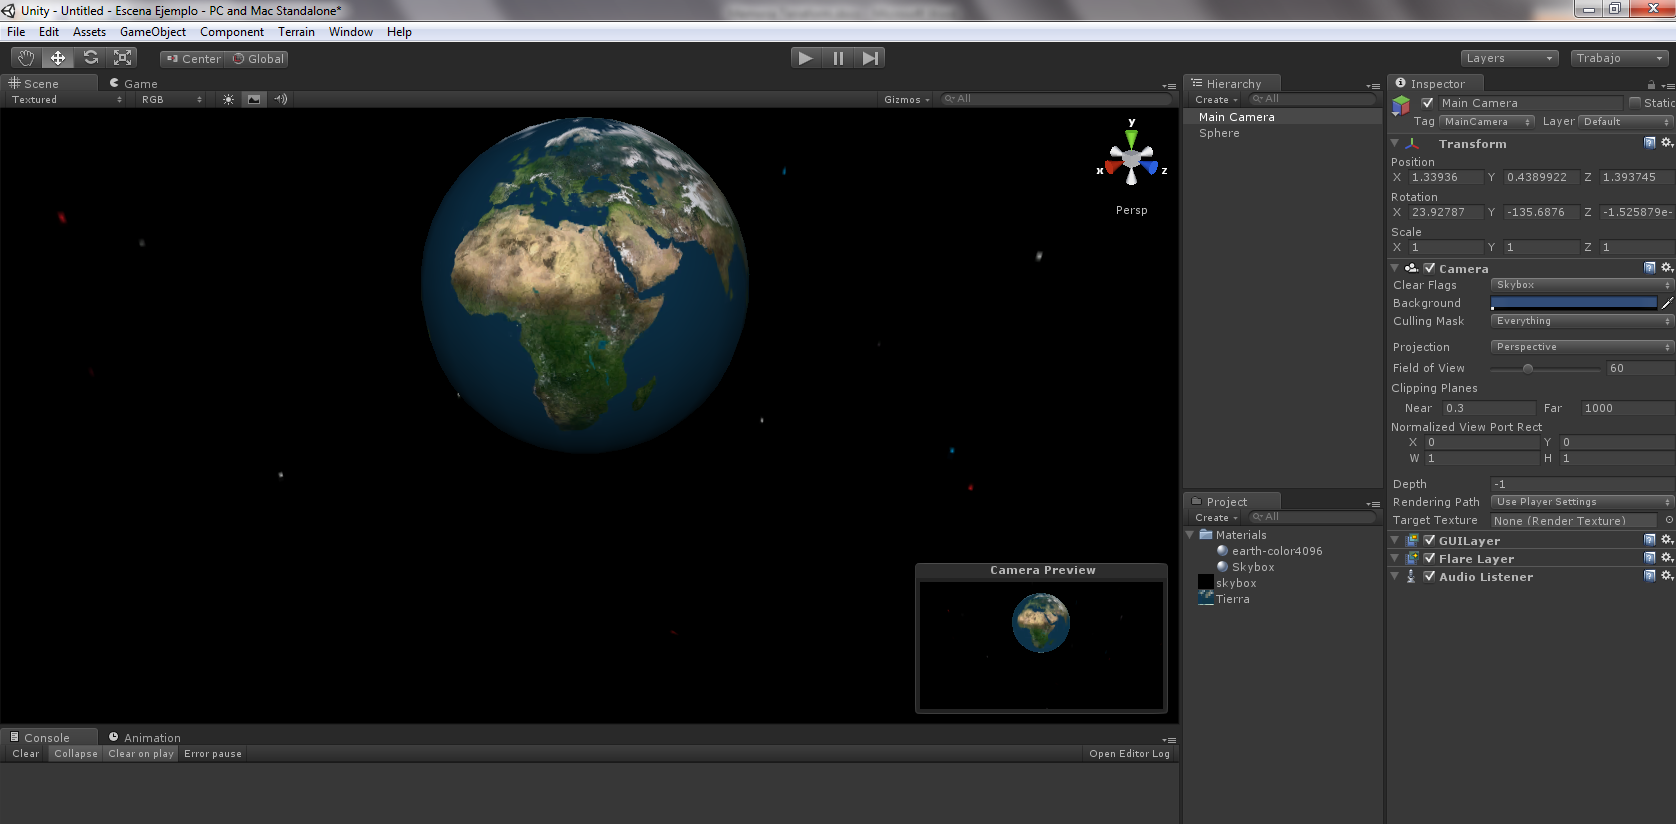 Unity - Untitled - Escena Ejemplo - PC and Mac Standalone*
File Edit Assets GameObject Component Terrain Window Help
Center Global
Layers Trabajo
Scene Game
Textured RGB Gizmos All
y
x z
Persp
Camera Preview
Console Animation
Clear Collapse Clear on play Error pause Open Editor Log
Hierarchy
Create All
Main Camera
Sphere
Project
Create All
Materials
earth-color4096
Skybox
skybox
Tierra
Inspector
Main Camera Static
Tag MainCamera Layer Default
Transform
Position
X 1.33936 Y 0.4389922 Z 1.393745
Rotation
X 23.92787 Y -135.6876 Z -1.525879e-
Scale
X 1 Y 1 Z 1
Camera
Clear Flags Skybox
Background
Culling Mask Everything
Projection Perspective
Field of View 60
Clipping Planes
Near 0.3 Far 1000
Normalized View Port Rect
X 0 Y 0
W 1 H 1
Depth -1
Rendering Path Use Player Settings
Target Texture None (Render Texture)
GUILayer
Flare Layer
Audio Listener